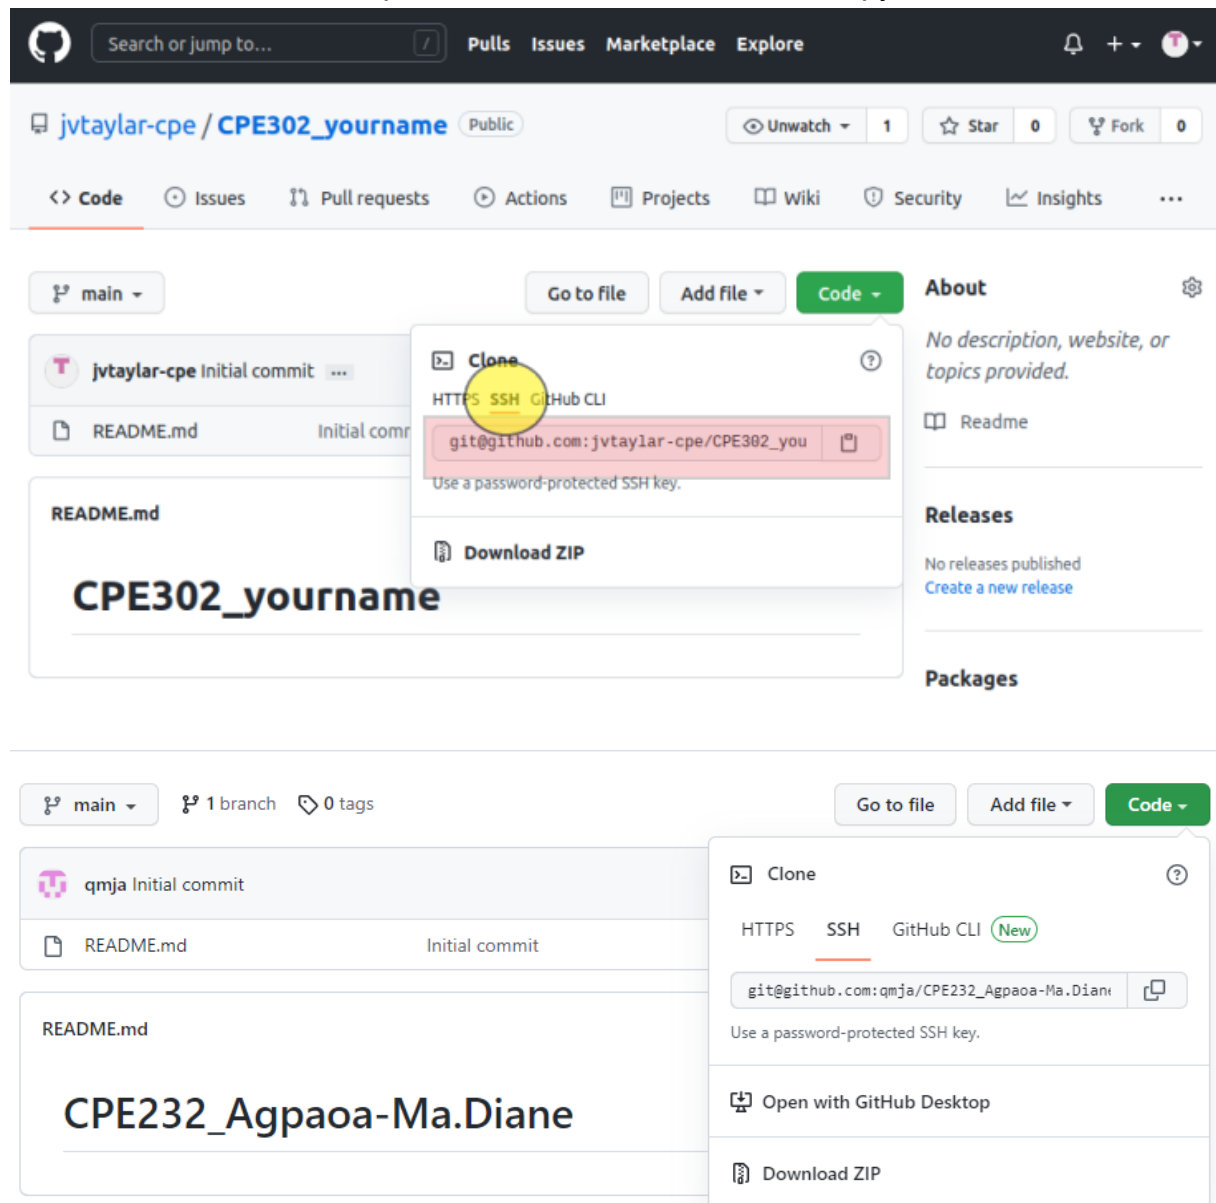 Search or jump to... / Pulls Issues Marketplace Explore
jvtaylar-cpe / CPE302_yourname Public Unwatch 1 Star 0 Fork 0
Code Issues Pull requests Actions Projects Wiki Security Insights ...
main Go to file Add file Code About
No description, website, or
topics provided.
Clone
T jvtaylar-cpe Initial commit ...
HTTPS SSH GitHub CLI
README.md Initial comr
git@github.com:jvtaylar-cpe/CPE302_you
Readme
Use a password-protected SSH key.
README.md
Releases
Download ZIP
No releases published
Create a new release
CPE302_yourname
Packages
main 1 branch 0 tags Go to file Add file Code
Clone
qmja Initial commit
HTTPS SSH GitHub CLI New
README.md Initial commit
git@github.com:qmja/CPE232_Agpaoa-Ma.Diane
README.md
Use a password-protected SSH key.
CPE232_Agpaoa-Ma.Diane
Open with GitHub Desktop
Download ZIP